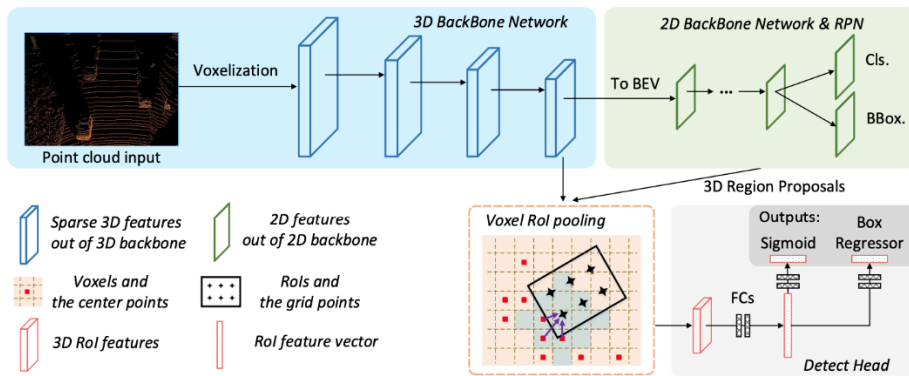 3D BackBone Network
2D BackBone Network & RPN
Voxelization
To BEV
...
Cls.
BBox.
Point cloud input
3D Region Proposals
Sparse 3D features
out of 3D backbone
2D features
out of 2D backbone
Voxels and
the center points
RoIs and
the grid points
3D RoI features
RoI feature vector
Voxel RoI pooling
Outputs:
Sigmoid
Box
Regressor
FCs
Detect Head